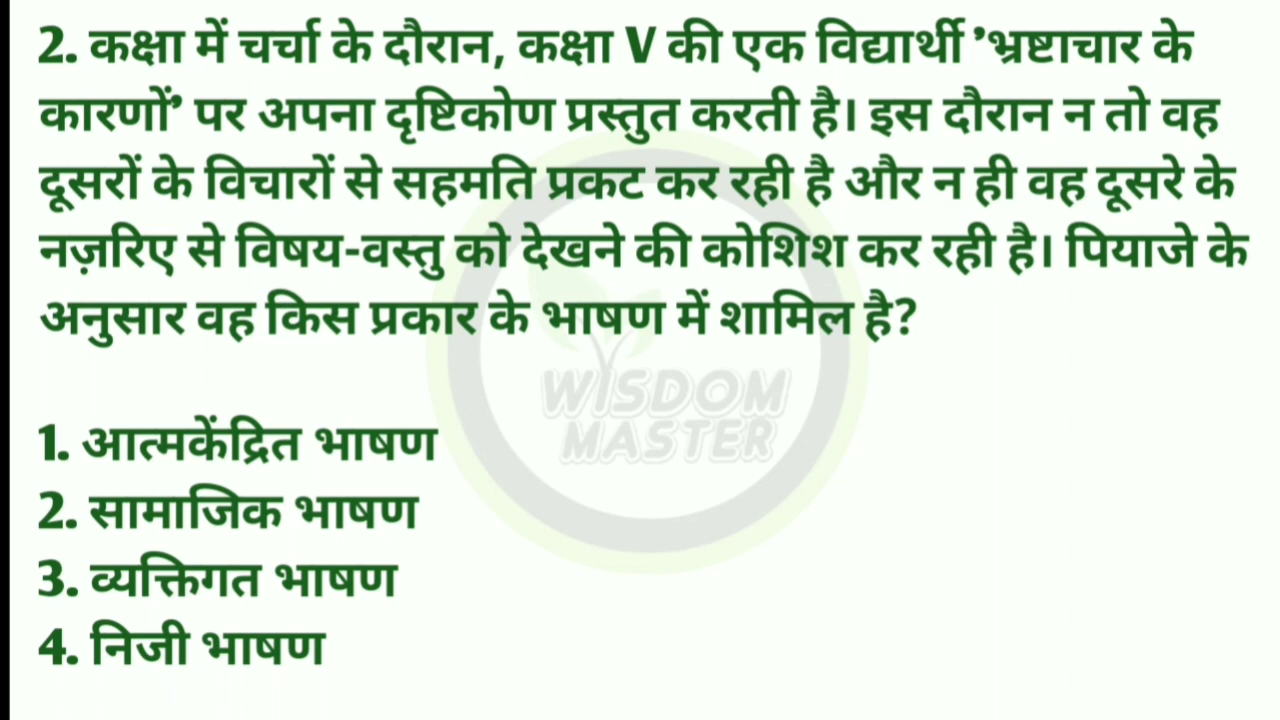 2. कक्षा में चर्चा के दौरान, कक्षा V की एक विद्यार्थी ’भ्रष्टाचार के
कारणों’ पर अपना दृष्टिकोण प्रस्तुत करती है। इस दौरान न तो वह
दूसरों के विचारों से सहमति प्रकट कर रही है और न ही वह दूसरे के
नज़रिए से विषय-वस्तु को देखने की कोशिश कर रही है। पियाजे के
अनुसार वह किस प्रकार के भाषण में शामिल है?
WISDOM
MASTER
1. आत्मकेंद्रित भाषण
2. सामाजिक भाषण
3. व्यक्तिगत भाषण
4. निजी भाषण